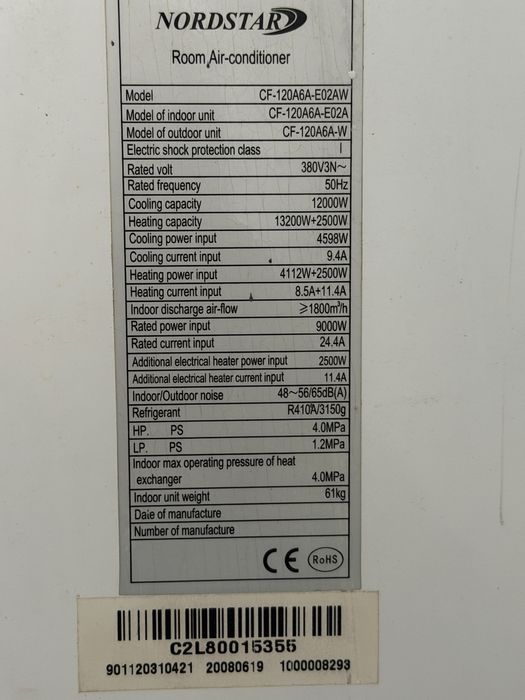 NORDSTAR
Room Air-conditioner
Model CF-120A6A-E02AW
Model of indoor unit CF-120A6A-E02A
Model of outdoor unit CF-120A6A-W
Electric shock protection class I
Rated volt 380V3N~
Rated frequency 50Hz
Cooling capacity 12000W
Heating capacity 13200W+2500W
Cooling power input 4598W
Cooling current input 9.4A
Heating power input 4112W+2500W
Heating current input 8.5A+11.4A
Indoor discharge air-flow ≥1800m³/h
Rated power input 9000W
Rated current input 24.4A
Additional electrical heater power input 2500W
Additional electrical heater current input 11.4A
Indoor/Outdoor noise 48~56/65dB(A)
Refrigerant R410A/3150g
HP. PS 4.0MPa
LP. PS 1.2MPa
Indoor max operating pressure of heat
exchanger 4.0MPa
Indoor unit weight 61kg
Date of manufacture
Number of manufacture
CE RoHS
C2L80015355
901120310421 20080619 1000008293